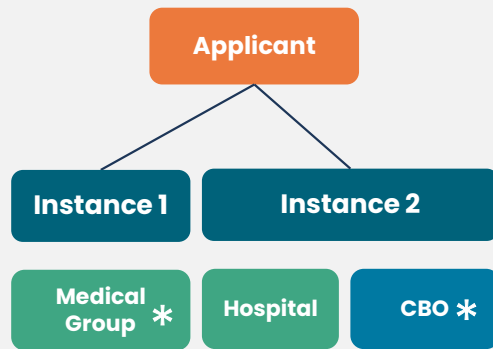 Applicant
Instance 1
Instance 2
Medical
Group *
Hospital
CBO *